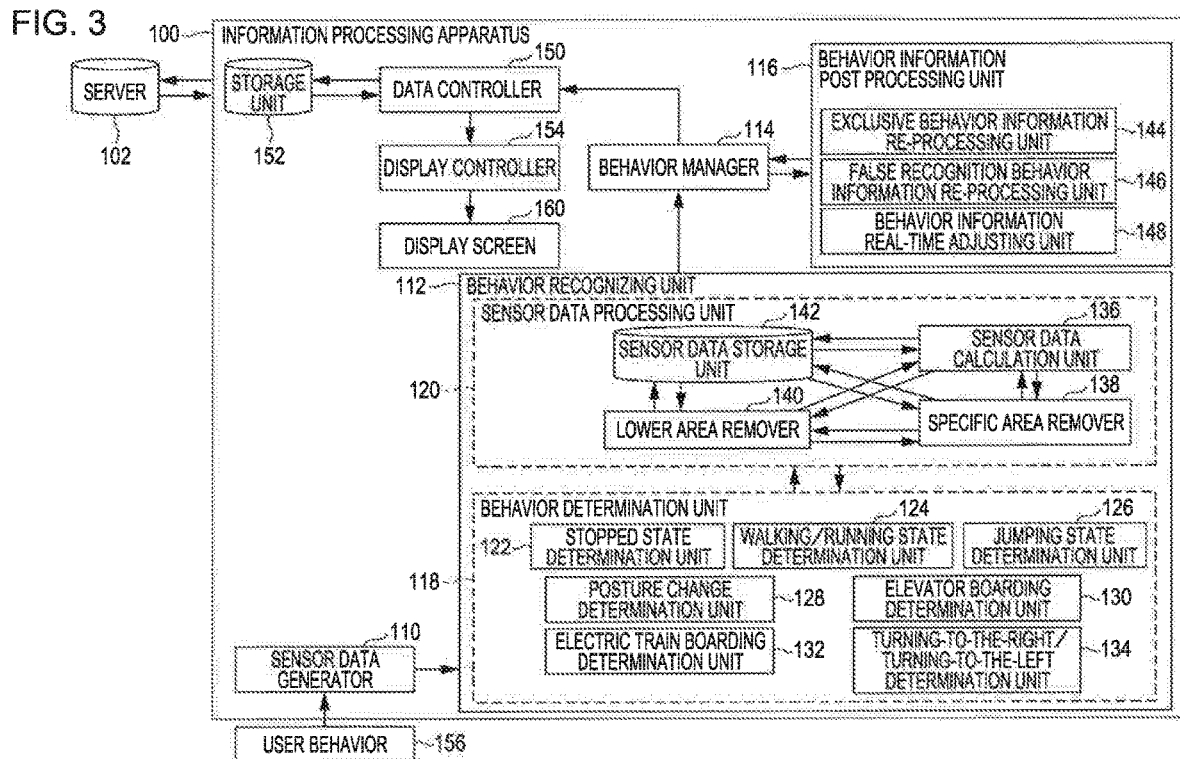 FIG. 3
100
INFORMATION PROCESSING APPARATUS
SERVER
102
STORAGE
UNIT
152
150
DATA CONTROLLER
154
DISPLAY CONTROLLER
160
DISPLAY SCREEN
114
BEHAVIOR MANAGER
116
BEHAVIOR INFORMATION
POST PROCESSING UNIT
EXCLUSIVE BEHAVIOR INFORMATION
RE-PROCESSING UNIT
144
FALSE RECOGNITION BEHAVIOR
INFORMATION RE-PROCESSING UNIT
146
BEHAVIOR INFORMATION
REAL-TIME ADJUSTING UNIT
148
112
BEHAVIOR RECOGNIZING UNIT
SENSOR DATA PROCESSING UNIT
120
142
SENSOR DATA STORAGE
UNIT
136
SENSOR DATA
CALCULATION UNIT
140
LOWER AREA REMOVER
138
SPECIFIC AREA REMOVER
BEHAVIOR DETERMINATION UNIT
118
122
STOPPED STATE
DETERMINATION UNIT
124
WALKING/RUNNING STATE
DETERMINATION UNIT
126
JUMPING STATE
DETERMINATION UNIT
POSTURE CHANGE
DETERMINATION UNIT
128
ELEVATOR BOARDING
DETERMINATION UNIT
130
ELECTRIC TRAIN BOARDING
DETERMINATION UNIT
132
TURNING-TO-THE-RIGHT/
TURNING-TO-THE-LEFT
DETERMINATION UNIT
134
110
SENSOR DATA
GENERATOR
USER BEHAVIOR
156